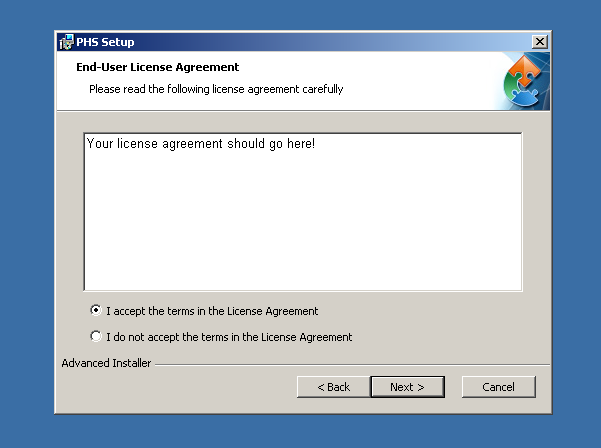 PHS Setup
End-User License Agreement
Please read the following license agreement carefully
Your license agreement should go here!
I accept the terms in the License Agreement
I do not accept the terms in the License Agreement
Advanced Installer
< Back Next > Cancel